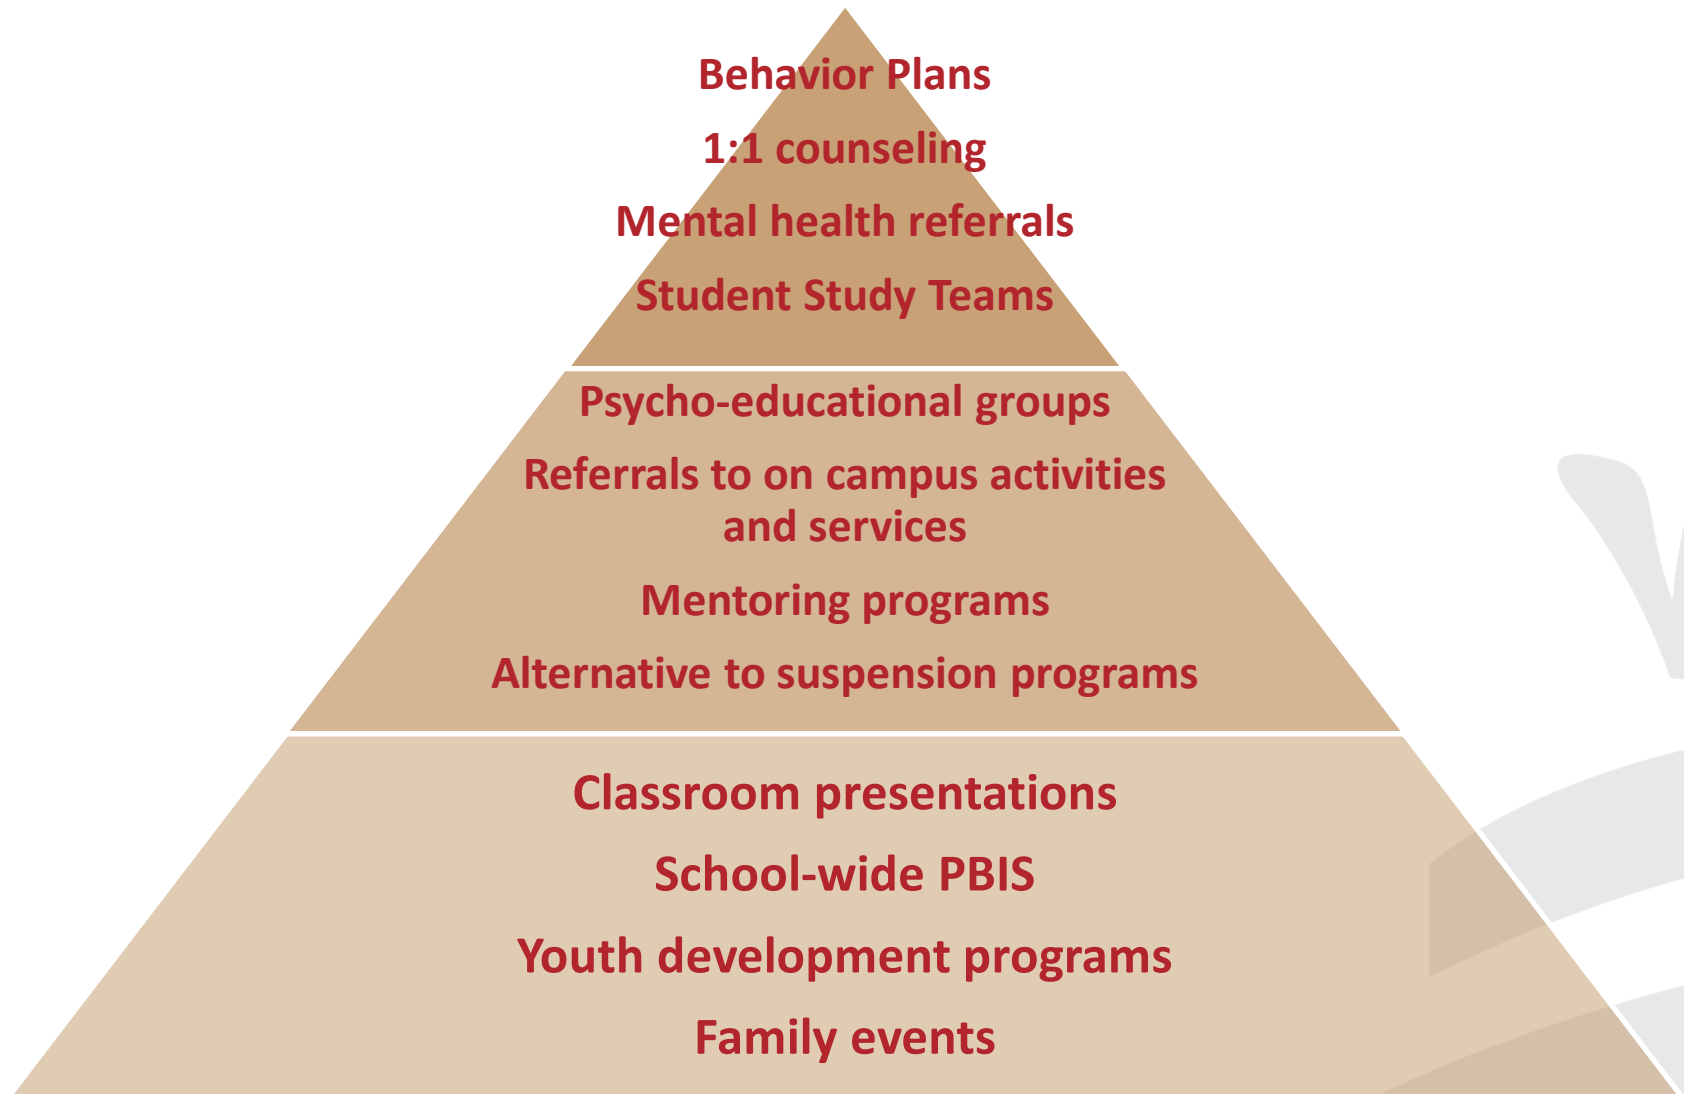 Behavior Plans
1:1 counseling
Mental health referrals
Student Study Teams
Psycho-educational groups
Referrals to on campus activities
and services
Mentoring programs
Alternative to suspension programs
Classroom presentations
School-wide PBIS
Youth development programs
Family events